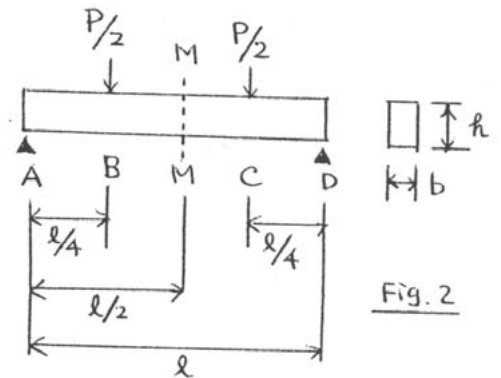 P/2 P/2
M
h
A B M C D
b
ℓ/4 ℓ/4
ℓ/2
Fig. 2
ℓ